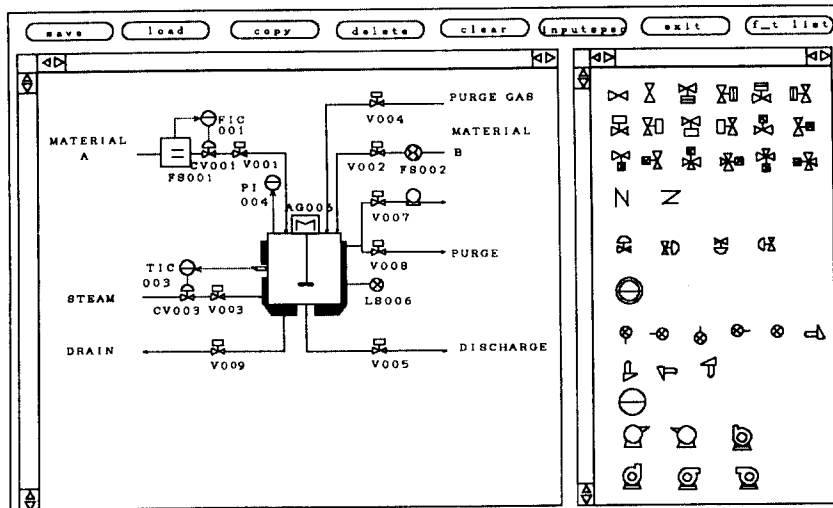 save load copy delete clear inputspec exit f_t list
PURGE GAS
V004
FIC
001
MATERIAL
A
MATERIAL
B
CV001 V001
V002 FS002
FS001
PI
004
AG005
V007
TIC
003
V008
PURGE
STEAM
LS006
CV003 V003
DRAIN
DISCHARGE
V009
V005